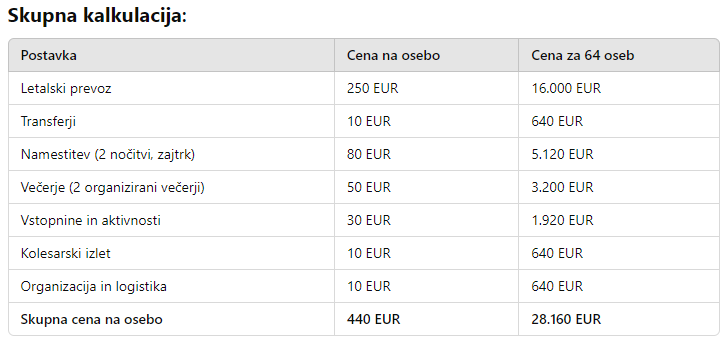 Skupna kalkulacija:
Postavka Cena na osebo Cena za 64 oseb
Letalski prevoz 250 EUR 16.000 EUR
Transferji 10 EUR 640 EUR
Namestitev (2 nočitvi, zajtrk) 80 EUR 5.120 EUR
Večerje (2 organizirani večerji) 50 EUR 3.200 EUR
Vstopnine in aktivnosti 30 EUR 1.920 EUR
Kolesarski izlet 10 EUR 640 EUR
Organizacija in logistika 10 EUR 640 EUR
Skupna cena na osebo 440 EUR 28.160 EUR